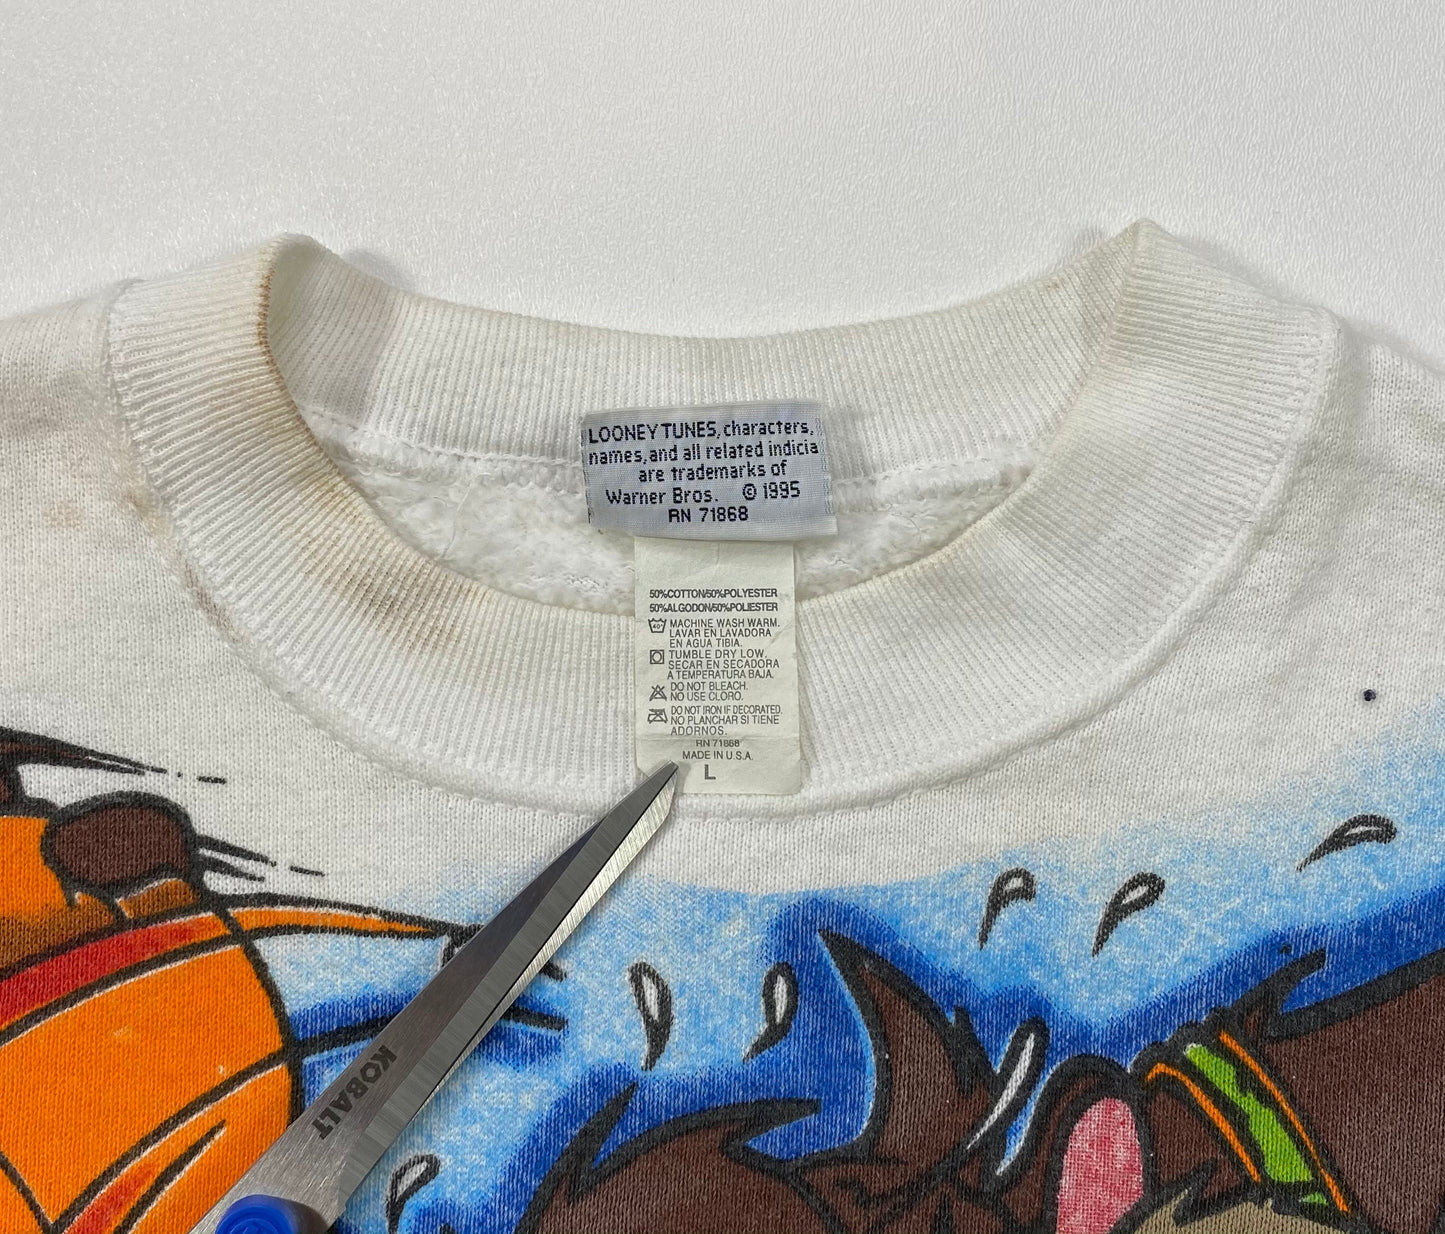 LOONEY TUNES, characters,
names, and all related indicia
are trademarks of
Warner Bros. © 1995
RN 71868
50%COTTON/50%POLYESTER
50%ALGODON/50%POLIESTER
40°
MACHINE WASH WARM.
LAVAR EN LAVADORA
EN AGUA TIBIA.
TUMBLE DRY LOW.
SECAR EN SECADORA
A TEMPERATURA BAJA.
DO NOT BLEACH.
NO USE CLORO.
DO NOT IRON IF DECORATED.
NO PLANCHAR SI TIENE
ADORNOS.
RN 71868
MADE IN U.S.A.
L
KOBALT